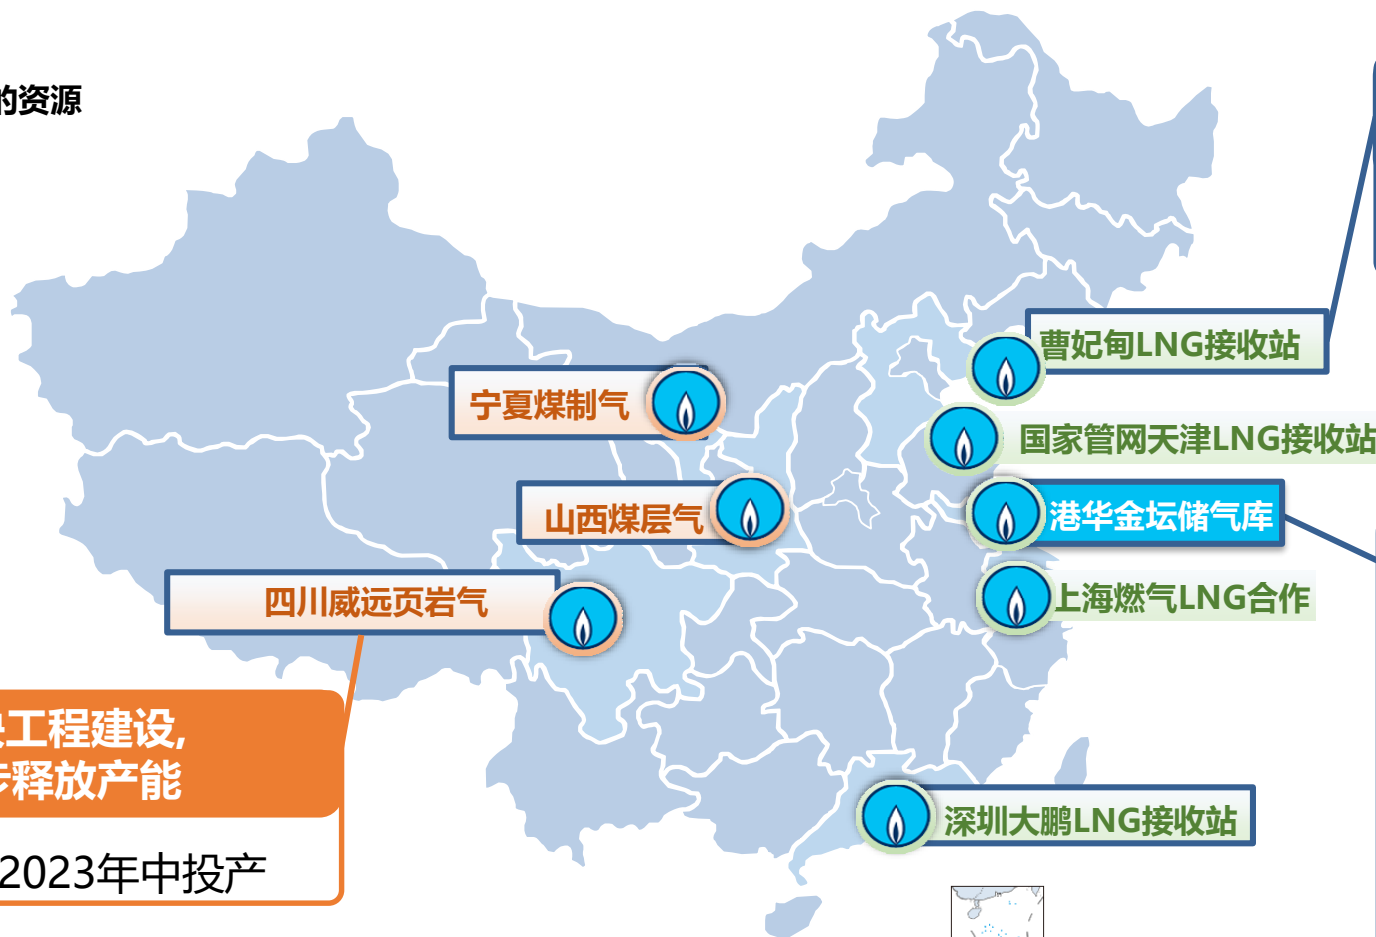 的资源
曹妃甸LNG接收站
宁夏煤制气
国家管网天津LNG接收站
山西煤层气
港华金坛储气库
四川威远页岩气
上海燃气LNG合作
工程建设,
释放产能
深圳大鹏LNG接收站
2023年中投产